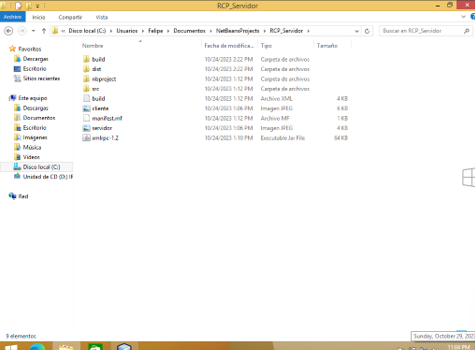 RCP_Servidor
Archivo Inicio Compartir Vista
« Disco local (C:) › Usuarios › Felipe › Documentos › NetBeansProjects › RCP_Servidor ›
Buscar en RCP_Servidor
Nombre Fecha de modifica... Tipo Tamaño
build 10/24/2023 2:22 PM Carpeta de archivos
dist 10/24/2023 2:22 PM Carpeta de archivos
nbproject 10/24/2023 1:12 PM Carpeta de archivos
src 10/24/2023 1:12 PM Carpeta de archivos
build 10/24/2023 1:12 PM Archivo XML 4 KB
cliente 10/24/2023 1:06 PM Imagen JPEG 6 KB
manifest.mf 10/24/2023 1:12 PM Archivo MF 1 KB
servidor 10/24/2023 1:06 PM Imagen JPEG 4 KB
xmlrpc-1.2 10/24/2023 1:10 PM Executable Jar File 64 KB
Favoritos
Descargas
Escritorio
Sitios recientes
Este equipo
Descargas
Documentos
Escritorio
Imágenes
Música
Videos
Disco local (C:)
Unidad de CD (D:) IF
Red
9 elementos
Sunday, October 29, 202
11:04 PM